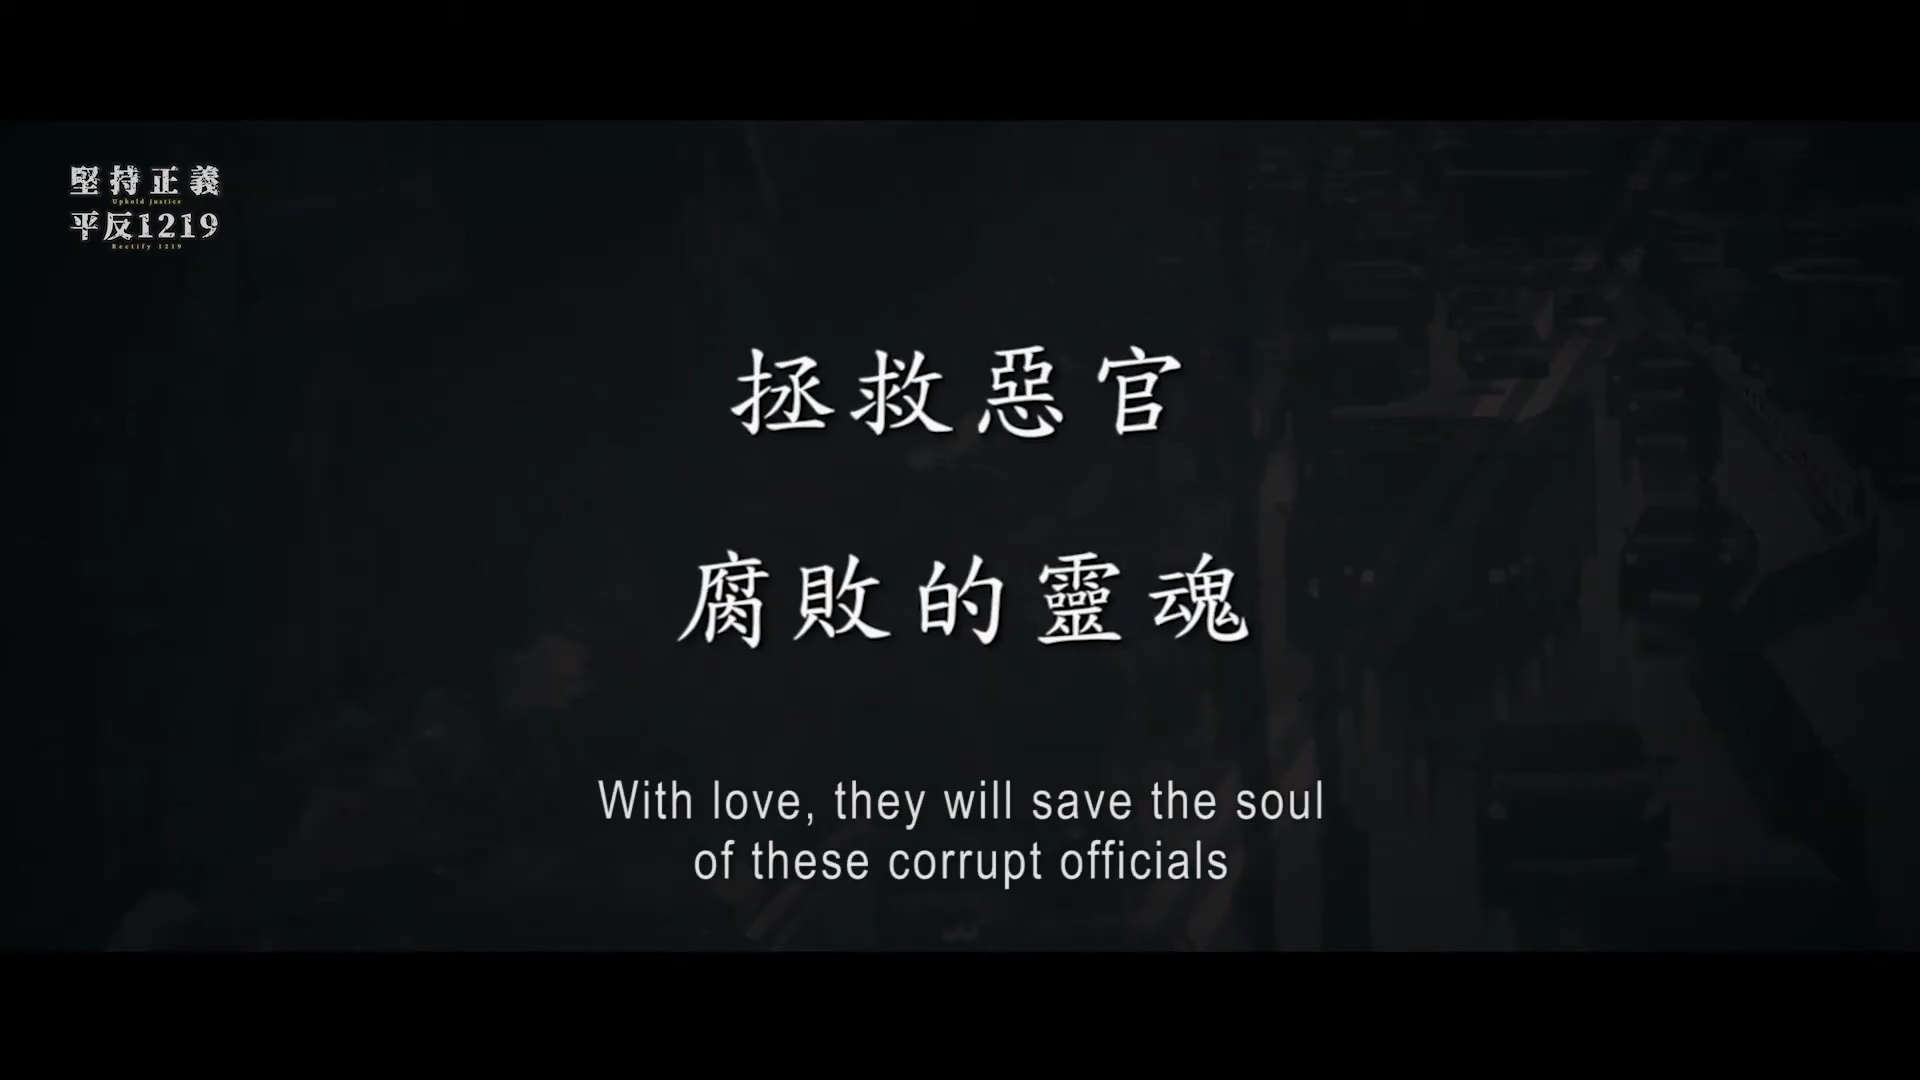 堅持正義
Uphold Justice
平反1219
Rectify 1219
拯救惡官
腐敗的靈魂
With love, they will save the soul
of these corrupt officials